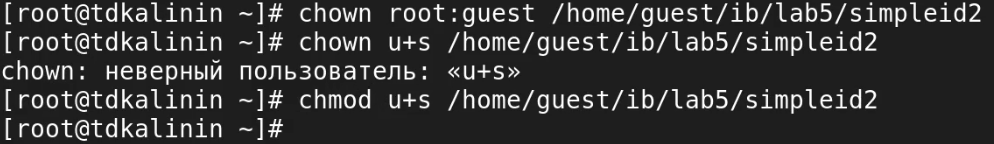 [root@tdkalinin ~]# chown root:guest /home/guest/ib/lab5/simpleid2
[root@tdkalinin ~]# chown u+s /home/guest/ib/lab5/simpleid2
chown: неверный пользователь: «u+s»
[root@tdkalinin ~]# chmod u+s /home/guest/ib/lab5/simpleid2
[root@tdkalinin ~]#